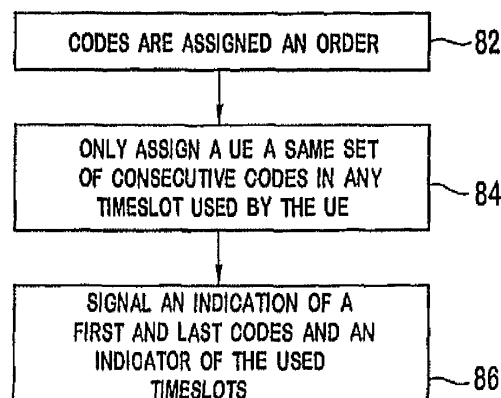 CODES ARE ASSIGNED AN ORDER
82
ONLY ASSIGN A UE A SAME SET
OF CONSECUTIVE CODES IN ANY
TIMESLOT USED BY THE UE
84
SIGNAL AN INDICATION OF A
FIRST AND LAST CODES AND AN
INDICATOR OF THE USED
TIMESLOTS
86